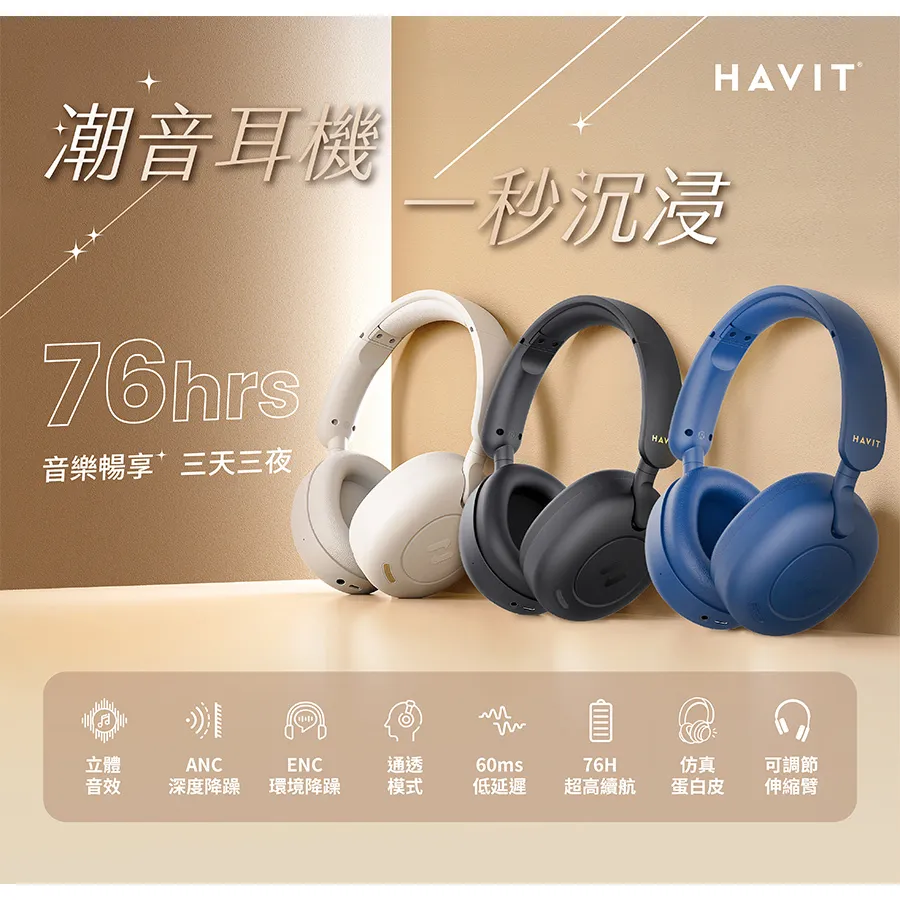 HAVIT®
潮音耳機
一秒沉浸
76hrs
音樂暢享 三天三夜
HAV
HAVIT
立體
音效
ANC
深度降躁
ENC
環境降躁
通透
模式
60ms
低延遲
76H
超高續航
仿真
蛋白皮
可調節
伸縮臂